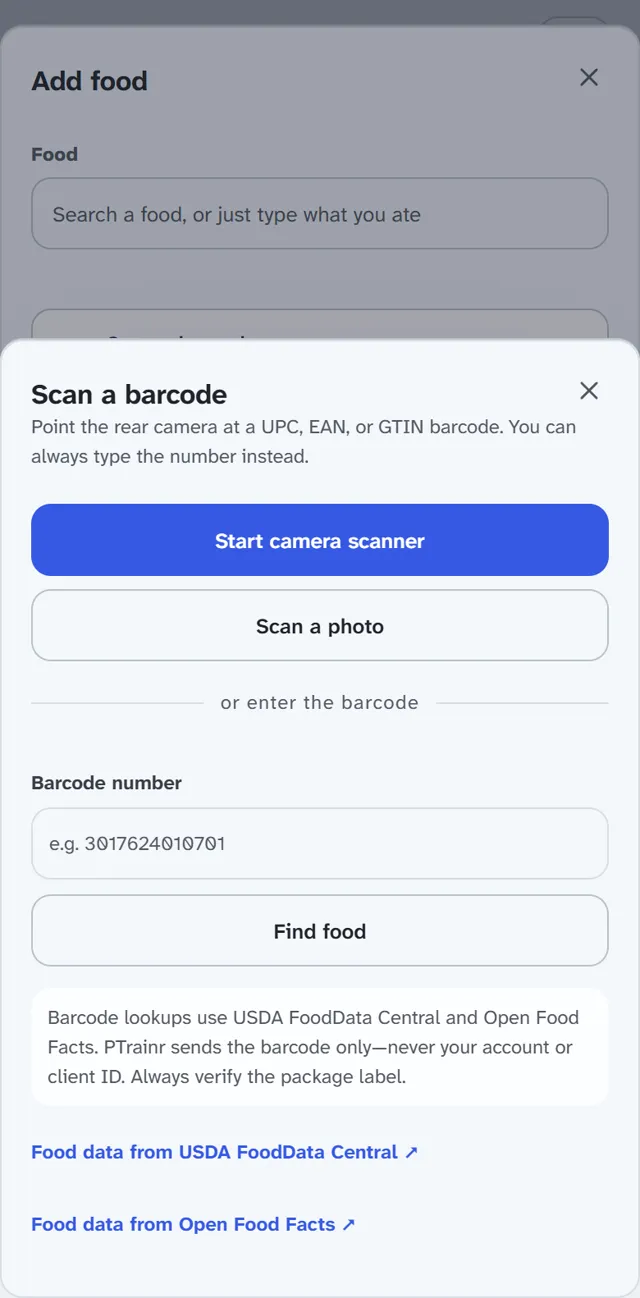 Add food
Food
Search a food, or just type what you ate
Scan a barcode
Point the rear camera at a UPC, EAN, or GTIN barcode. You can
always type the number instead.
Start camera scanner
Scan a photo
or enter the barcode
Barcode number
e.g. 3017624010701
Find food
Barcode lookups use USDA FoodData Central and Open Food
Facts. PTrainr sends the barcode only—never your account or
client ID. Always verify the package label.
Food data from USDA FoodData Central ↗
Food data from Open Food Facts ↗